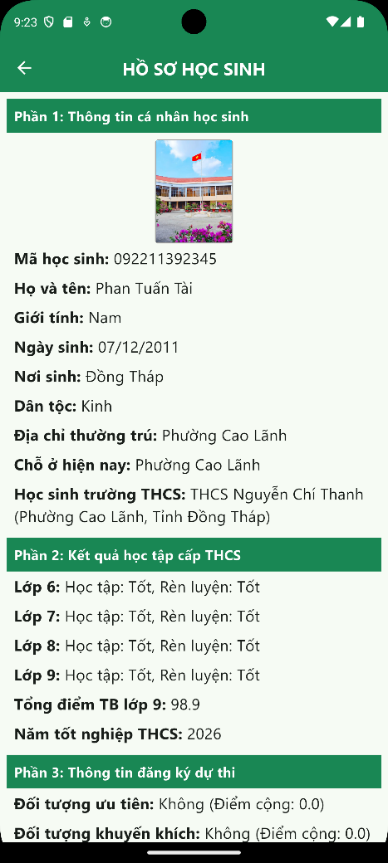 9:23
HỒ SƠ HỌC SINH
Phần 1: Thông tin cá nhân học sinh
Mã học sinh: 092211392345
Họ và tên: Phan Tuấn Tài
Giới tính: Nam
Ngày sinh: 07/12/2011
Nơi sinh: Đồng Tháp
Dân tộc: Kinh
Địa chỉ thường trú: Phường Cao Lãnh
Chỗ ở hiện nay: Phường Cao Lãnh
Học sinh trường THCS: THCS Nguyễn Chí Thanh
(Phường Cao Lãnh, Tỉnh Đồng Tháp)
Phần 2: Kết quả học tập cấp THCS
Lớp 6: Học tập: Tốt, Rèn luyện: Tốt
Lớp 7: Học tập: Tốt, Rèn luyện: Tốt
Lớp 8: Học tập: Tốt, Rèn luyện: Tốt
Lớp 9: Học tập: Tốt, Rèn luyện: Tốt
Tổng điểm TB lớp 9: 98.9
Năm tốt nghiệp THCS: 2026
Phần 3: Thông tin đăng ký dự thi
Đối tượng ưu tiên: Không (Điểm cộng: 0.0)
Đối tượng khuyến khích: Không (Điểm cộng: 0.0)